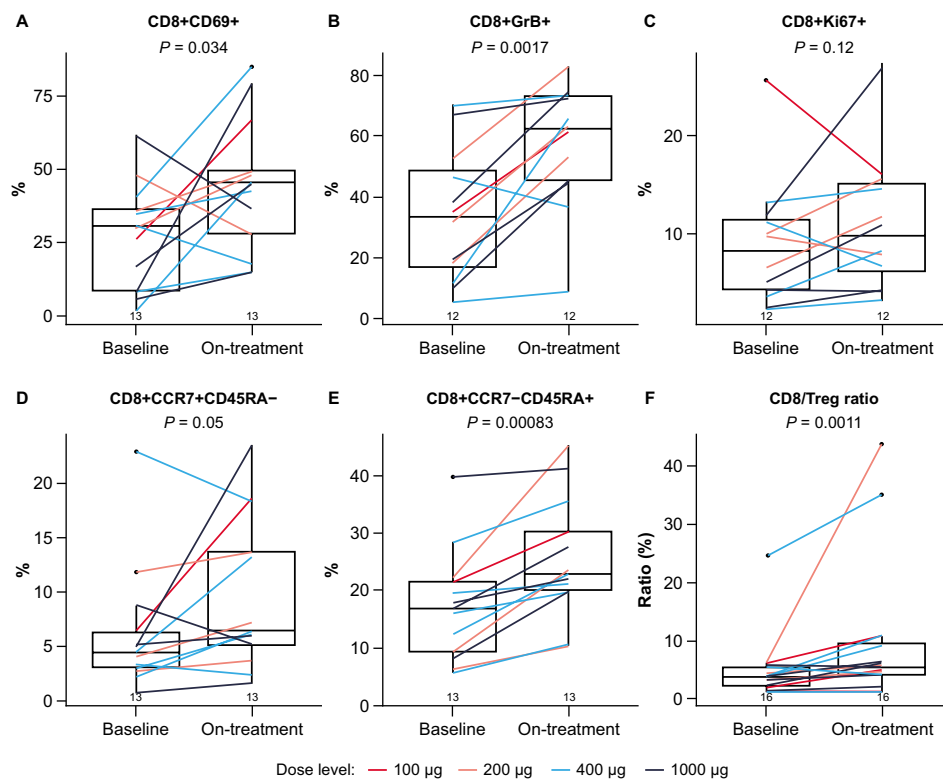 A CD8+CD69+
P = 0.034
%
75
50
25
0
13 13
Baseline On-treatment
B CD8+GrB+
P = 0.0017
%
80
60
40
20
0
12 12
Baseline On-treatment
C CD8+Ki67+
P = 0.12
%
20
10
12 12
Baseline On-treatment
D CD8+CCR7+CD45RA−
P = 0.05
%
20
15
10
5
0
13 13
Baseline On-treatment
E CD8+CCR7−CD45RA+
P = 0.00083
%
40
30
20
10
0
13 13
Baseline On-treatment
F CD8/Treg ratio
P = 0.0011
Ratio (%)
40
30
20
10
0
16 16
Baseline On-treatment
Dose level: 100 µg 200 µg 400 µg 1000 µg